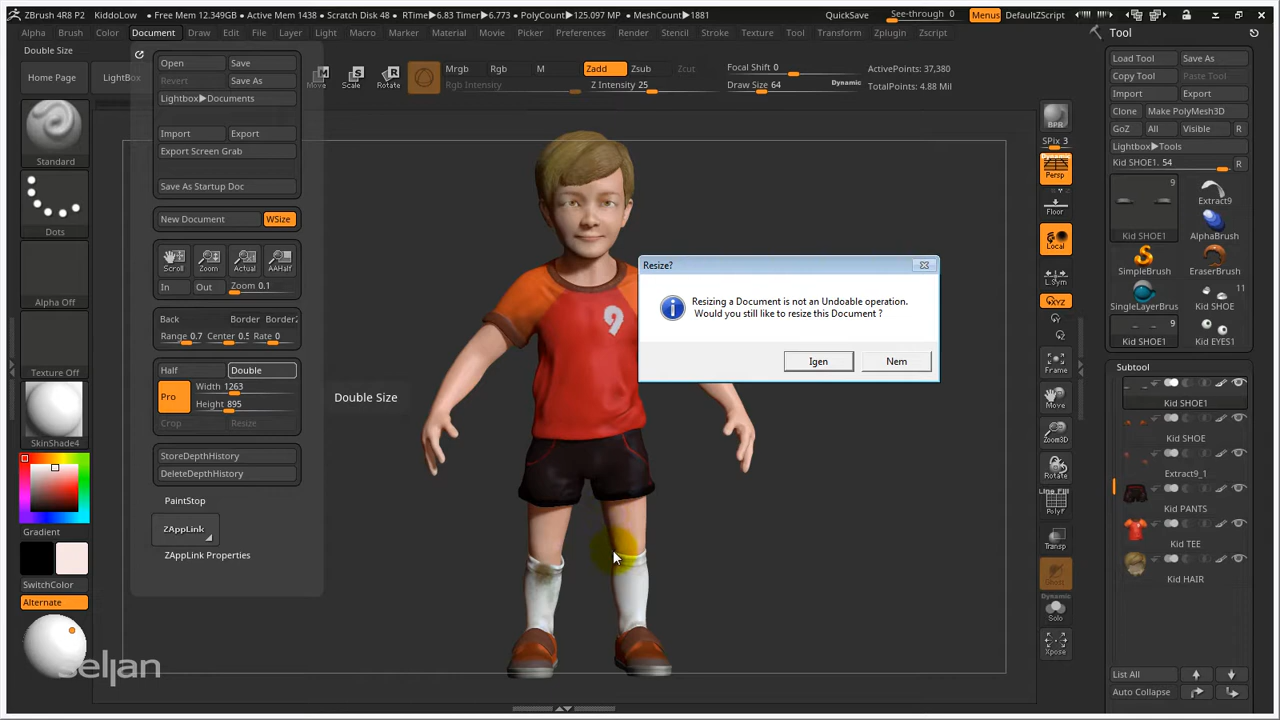 ZBrush 4R8 P2 KiddoLow • Free Mem 12.349GB • Active Mem 1438 • Scratch Disk 48 • RTime▶6.83 Timer▶6.773 • PolyCount▶125.097 MP • MeshCount▶1881 QuickSave See-through 0 Menus DefaultZScript
Alpha Brush Color Document Draw Edit File Layer Light Macro Marker Material Movie Picker Preferences Render Stencil Stroke Texture Tool Transform Zplugin Zscript
Double Size
Home Page
LightBox
Open Save
Revert Save As
Lightbox▶Documents
Import Export
Export Screen Grab
Save As Startup Doc
New Document WSize
Scroll Zoom Actual AAHalf
In Out Zoom 0.1
Back Border Border2
Range 0.7 Center 0.5 Rate 0
Half Double
Pro
Width 1263
Height 895
Crop Resize
StoreDepthHistory
DeleteDepthHistory
PaintStop
ZAppLink
ZAppLink Properties
Double Size
Move Scale Rotate
Mrgb Rgb M
Rgb Intensity
Zadd Zsub Zcut
Z Intensity 25
Focal Shift 0
Draw Size 64
Dynamic
ActivePoints: 37,380
TotalPoints: 4.88 Mil
Standard
Dots
Alpha Off
Texture Off
SkinShade4
Gradient
SwitchColor
Alternate
seljan
9
Resize?
Resizing a Document is not an Undoable operation.
Would you still like to resize this Document ?
Igen Nem
BPR
SPix 3
Dynamic
Persp
Floor
Local
L.Sym
XYZ
Frame
Move
Zoom3D
Rotate
Line Fill
PolyF
Transp
Ghost
Dynamic
Solo
Xpose
Tool
Load Tool Save As
Copy Tool Paste Tool
Import Export
Clone Make PolyMesh3D
GoZ All Visible R
Lightbox▶Tools
Kid SHOE1. 54 R
9
Kid SHOE1
Extract9
AlphaBrush
SimpleBrush
EraserBrush
11
SingleLayerBrus
Kid SHOE
9
Kid SHOE1
Kid EYES1
Subtool
Kid SHOE1
Kid SHOE
Extract9_1
Kid PANTS
Kid TEE
Kid HAIR
List All
Auto Collapse